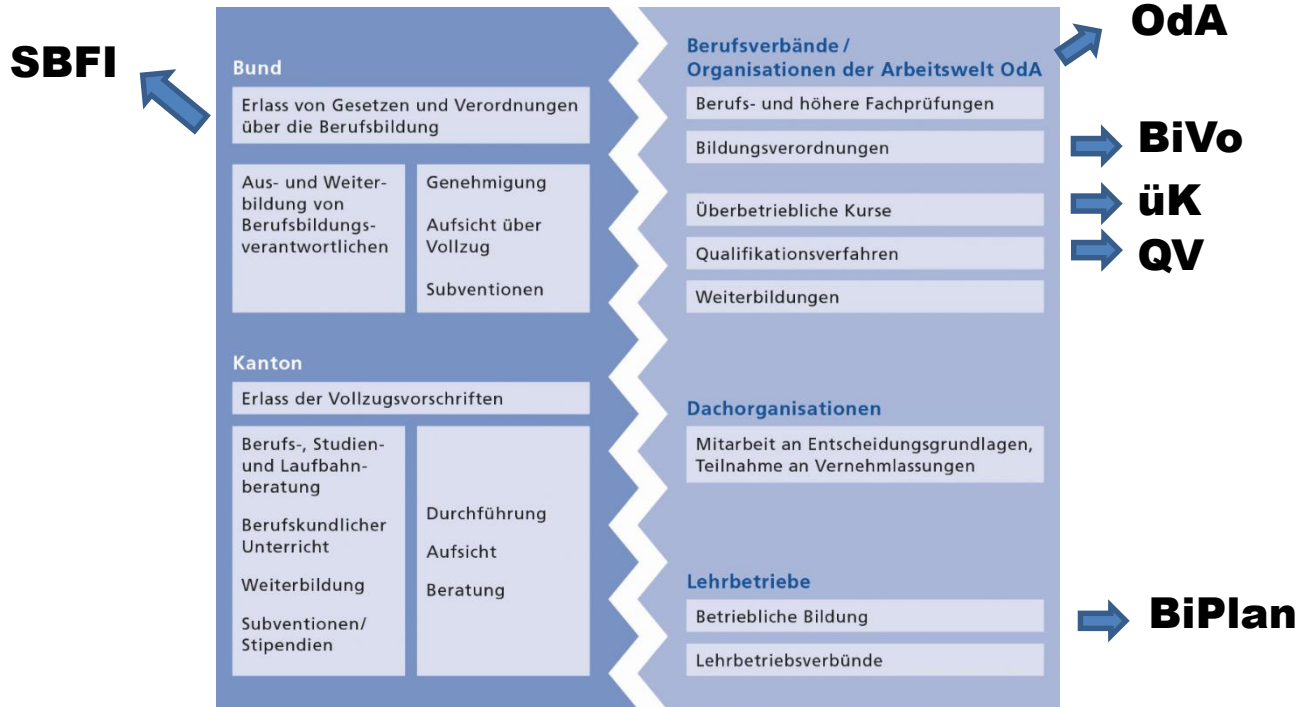 SBFI
Bund
Erlass von Gesetzen und Verordnungen
über die Berufsbildung
Aus- und Weiter-
bildung von
Berufsbildungs-
verantwortlichen
Genehmigung
Aufsicht über
Vollzug
Subventionen
Kanton
Erlass der Vollzugsvorschriften
Berufs-, Studien-
und Laufbahn-
beratung
Berufskundlicher
Unterricht
Weiterbildung
Subventionen/
Stipendien
Durchführung
Aufsicht
Beratung
Berufsverbände /
Organisationen der Arbeitswelt OdA
OdA
Berufs- und höhere Fachprüfungen
Bildungsverordnungen
BiVo
Überbetriebliche Kurse
üK
Qualifikationsverfahren
QV
Weiterbildungen
Dachorganisationen
Mitarbeit an Entscheidungsgrundlagen,
Teilnahme an Vernehmlassungen
Lehrbetriebe
Betriebliche Bildung
BiPlan
Lehrbetriebsverbünde